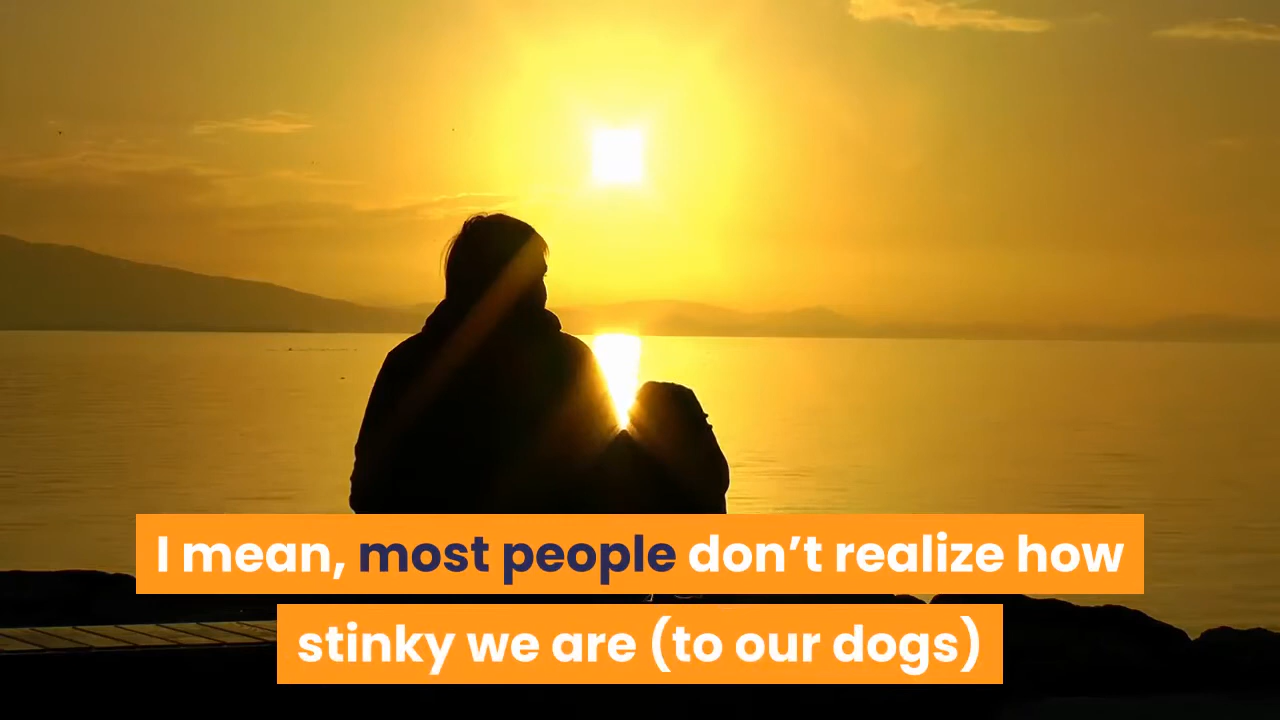 I mean, most people don’t realize how
stinky we are (to our dogs)